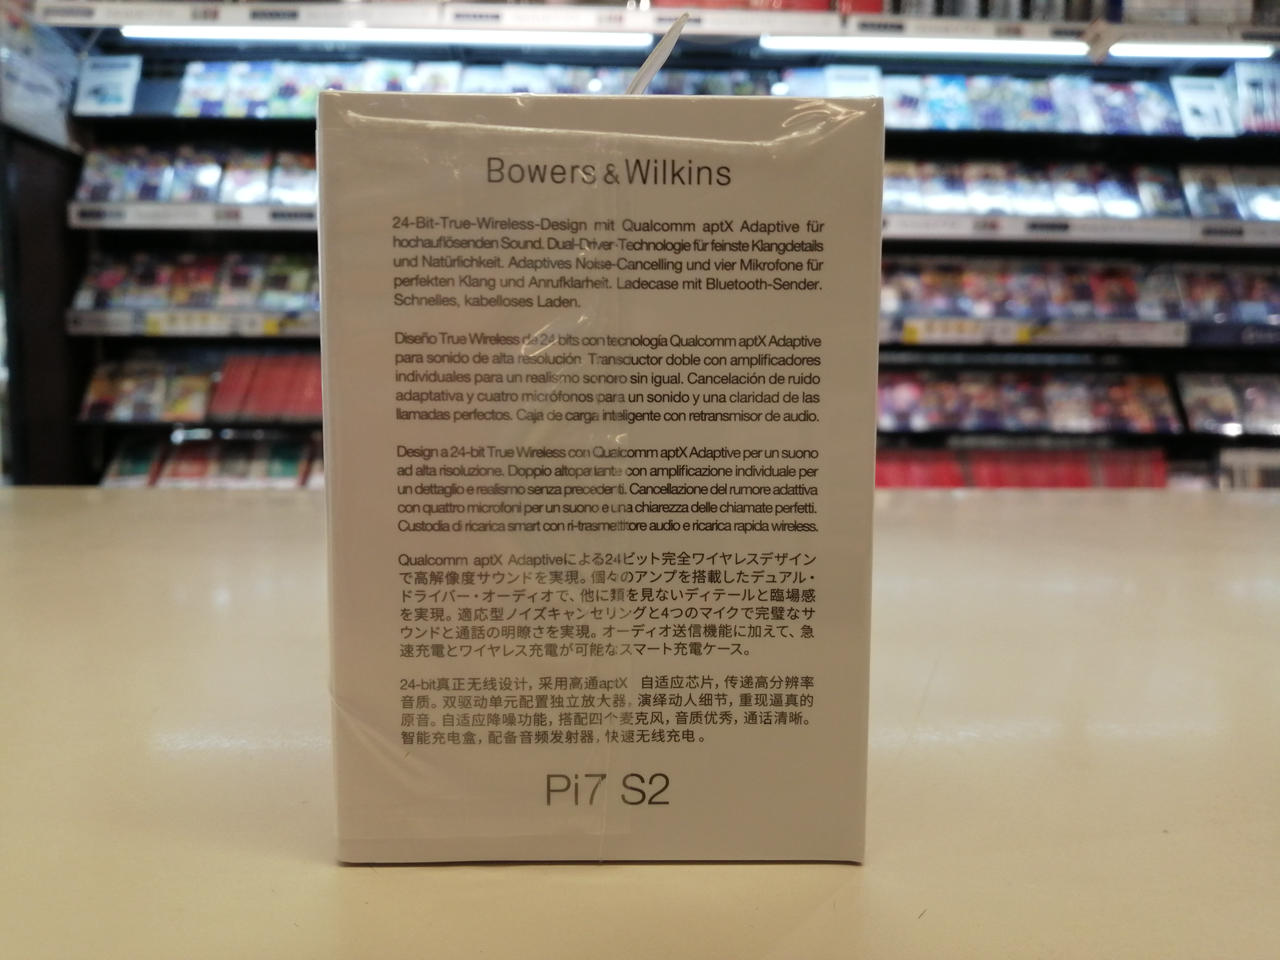 Bowers & Wilkins
24-Bit-True-Wireless-Design mit Qualcomm aptX Adaptive für
hochauflösenden Sound. Dual-Driver-Technologie für feinste Klangdetails
und Natürlichkeit. Adaptives Noise-Cancelling und vier Mikrofone für
perfekten Klang und Anrufklarheit. Ladecase mit Bluetooth-Sender.
Schnelles, kabelloses Laden.
Diseño True Wireless de 24 bits con tecnología Qualcomm aptX Adaptive
para sonido de alta resolución. Transductor doble con amplificadores
individuales para un realismo sonoro sin igual. Cancelación de ruido
adaptativa y cuatro micrófonos para un sonido y una claridad de las
llamadas perfectos. Caja de carga inteligente con retransmisor de audio.
Design a 24-bit True Wireless con Qualcomm aptX Adaptive per un suono
ad alta risoluzione. Doppio altoparlante con amplificazione individuale per
un dettaglio e realismo senza precedenti. Cancellazione del rumore adattiva
con quattro microfoni per un suono e una chiarezza delle chiamate perfetti.
Custodia di ricarica smart con ri-trasmettitore audio e ricarica rapida wireless.
Qualcomm aptX Adaptiveによる24ビット完全ワイヤレスデザイン
で高解像度サウンドを実現。個々のアンプを搭載したデュアル・
ドライバー・オーディオで、他に類を見ないディテールと臨場感
を実現。適応型ノイズキャンセリングと4つのマイクで完璧なサ
ウンドと通話の明瞭さを実現。オーディオ送信機能に加えて、急
速充電とワイヤレス充電が可能なスマート充電ケース。
24-bit真正无线设计，采用高通aptX 自适应芯片，传递高分辨率
音质。双驱动单元配置独立放大器，演绎动人细节，重现逼真的
原音。自适应降噪功能，搭配四个麦克风，音质优秀，通话清晰。
智能充电盒，配备音频发射器，快速无线充电。
Pi7 S2